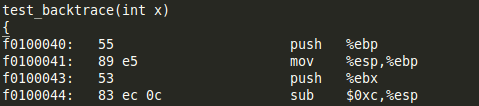 test_backtrace(int x)
{
f0100040:   55                      push   %ebp
f0100041:   89 e5                   mov    %esp,%ebp
f0100043:   53                      push   %ebx
f0100044:   83 ec 0c                sub    $0xc,%esp